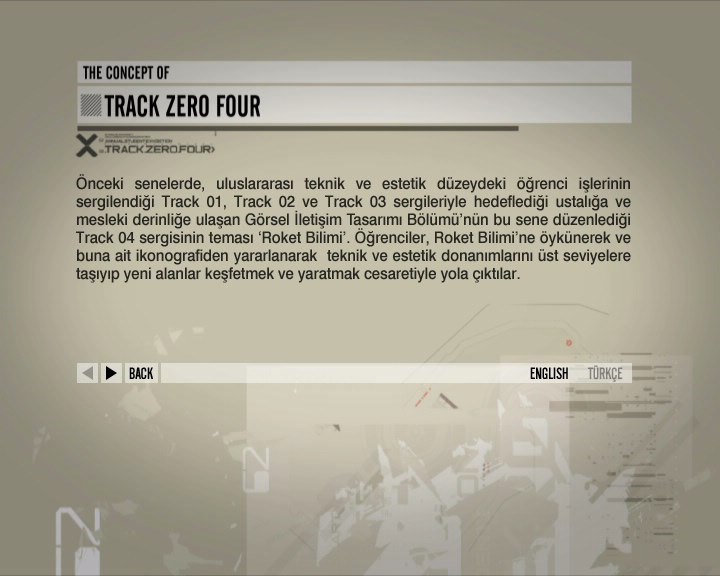 THE CONCEPT OF
TRACK ZERO FOUR
TRACK.ZERO.FOUR
Önceki senelerde, uluslararası teknik ve estetik düzeydeki öğrenci işlerinin
sergilendiği Track 01, Track 02 ve Track 03 sergileriyle hedeflediği ustalığa ve
mesleki derinliğe ulaşan Görsel İletişim Tasarımı Bölümü’nün bu sene düzenlediği
Track 04 sergisinin teması ‘Roket Bilimi’. Öğrenciler, Roket Bilimi’ne öykünerek ve
buna ait ikonografiden yararlanarak teknik ve estetik donanımlarını üst seviyelere
taşıyıp yeni alanlar keşfetmek ve yaratmak cesaretiyle yola çıktılar.
BACK ENGLISH TÜRKÇE